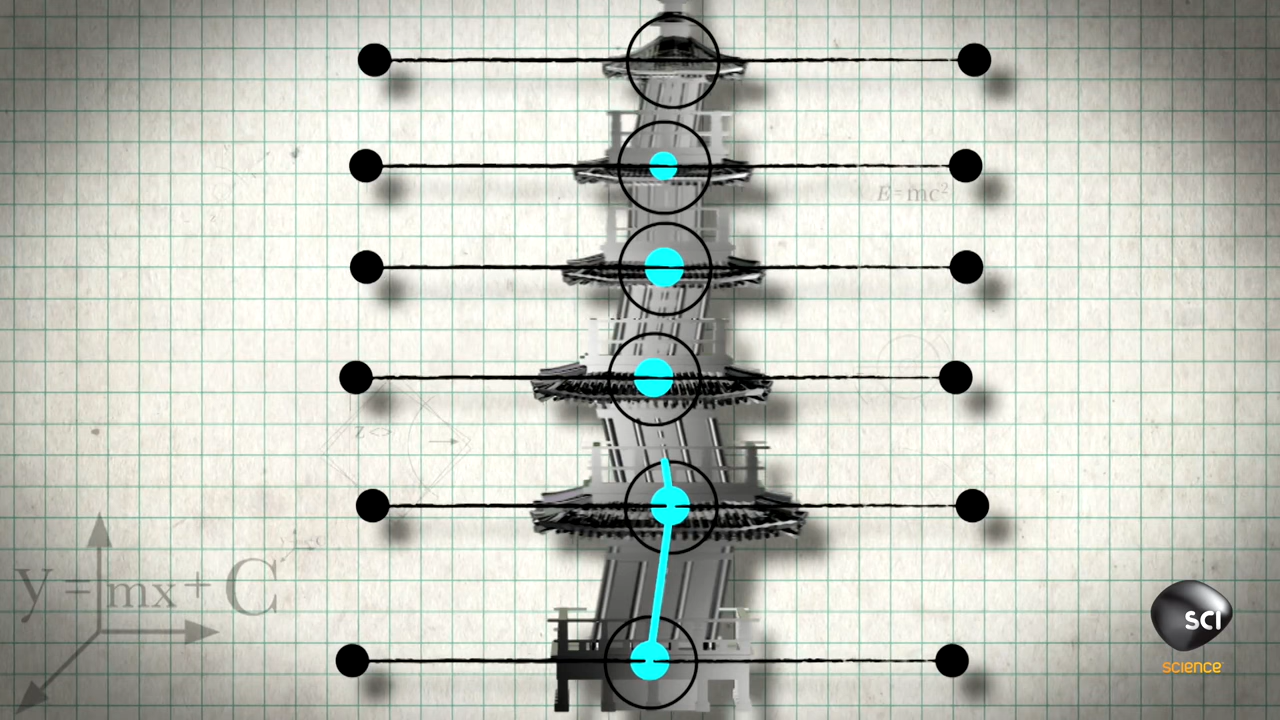 E=mc²
y = mx + C
SCI
science